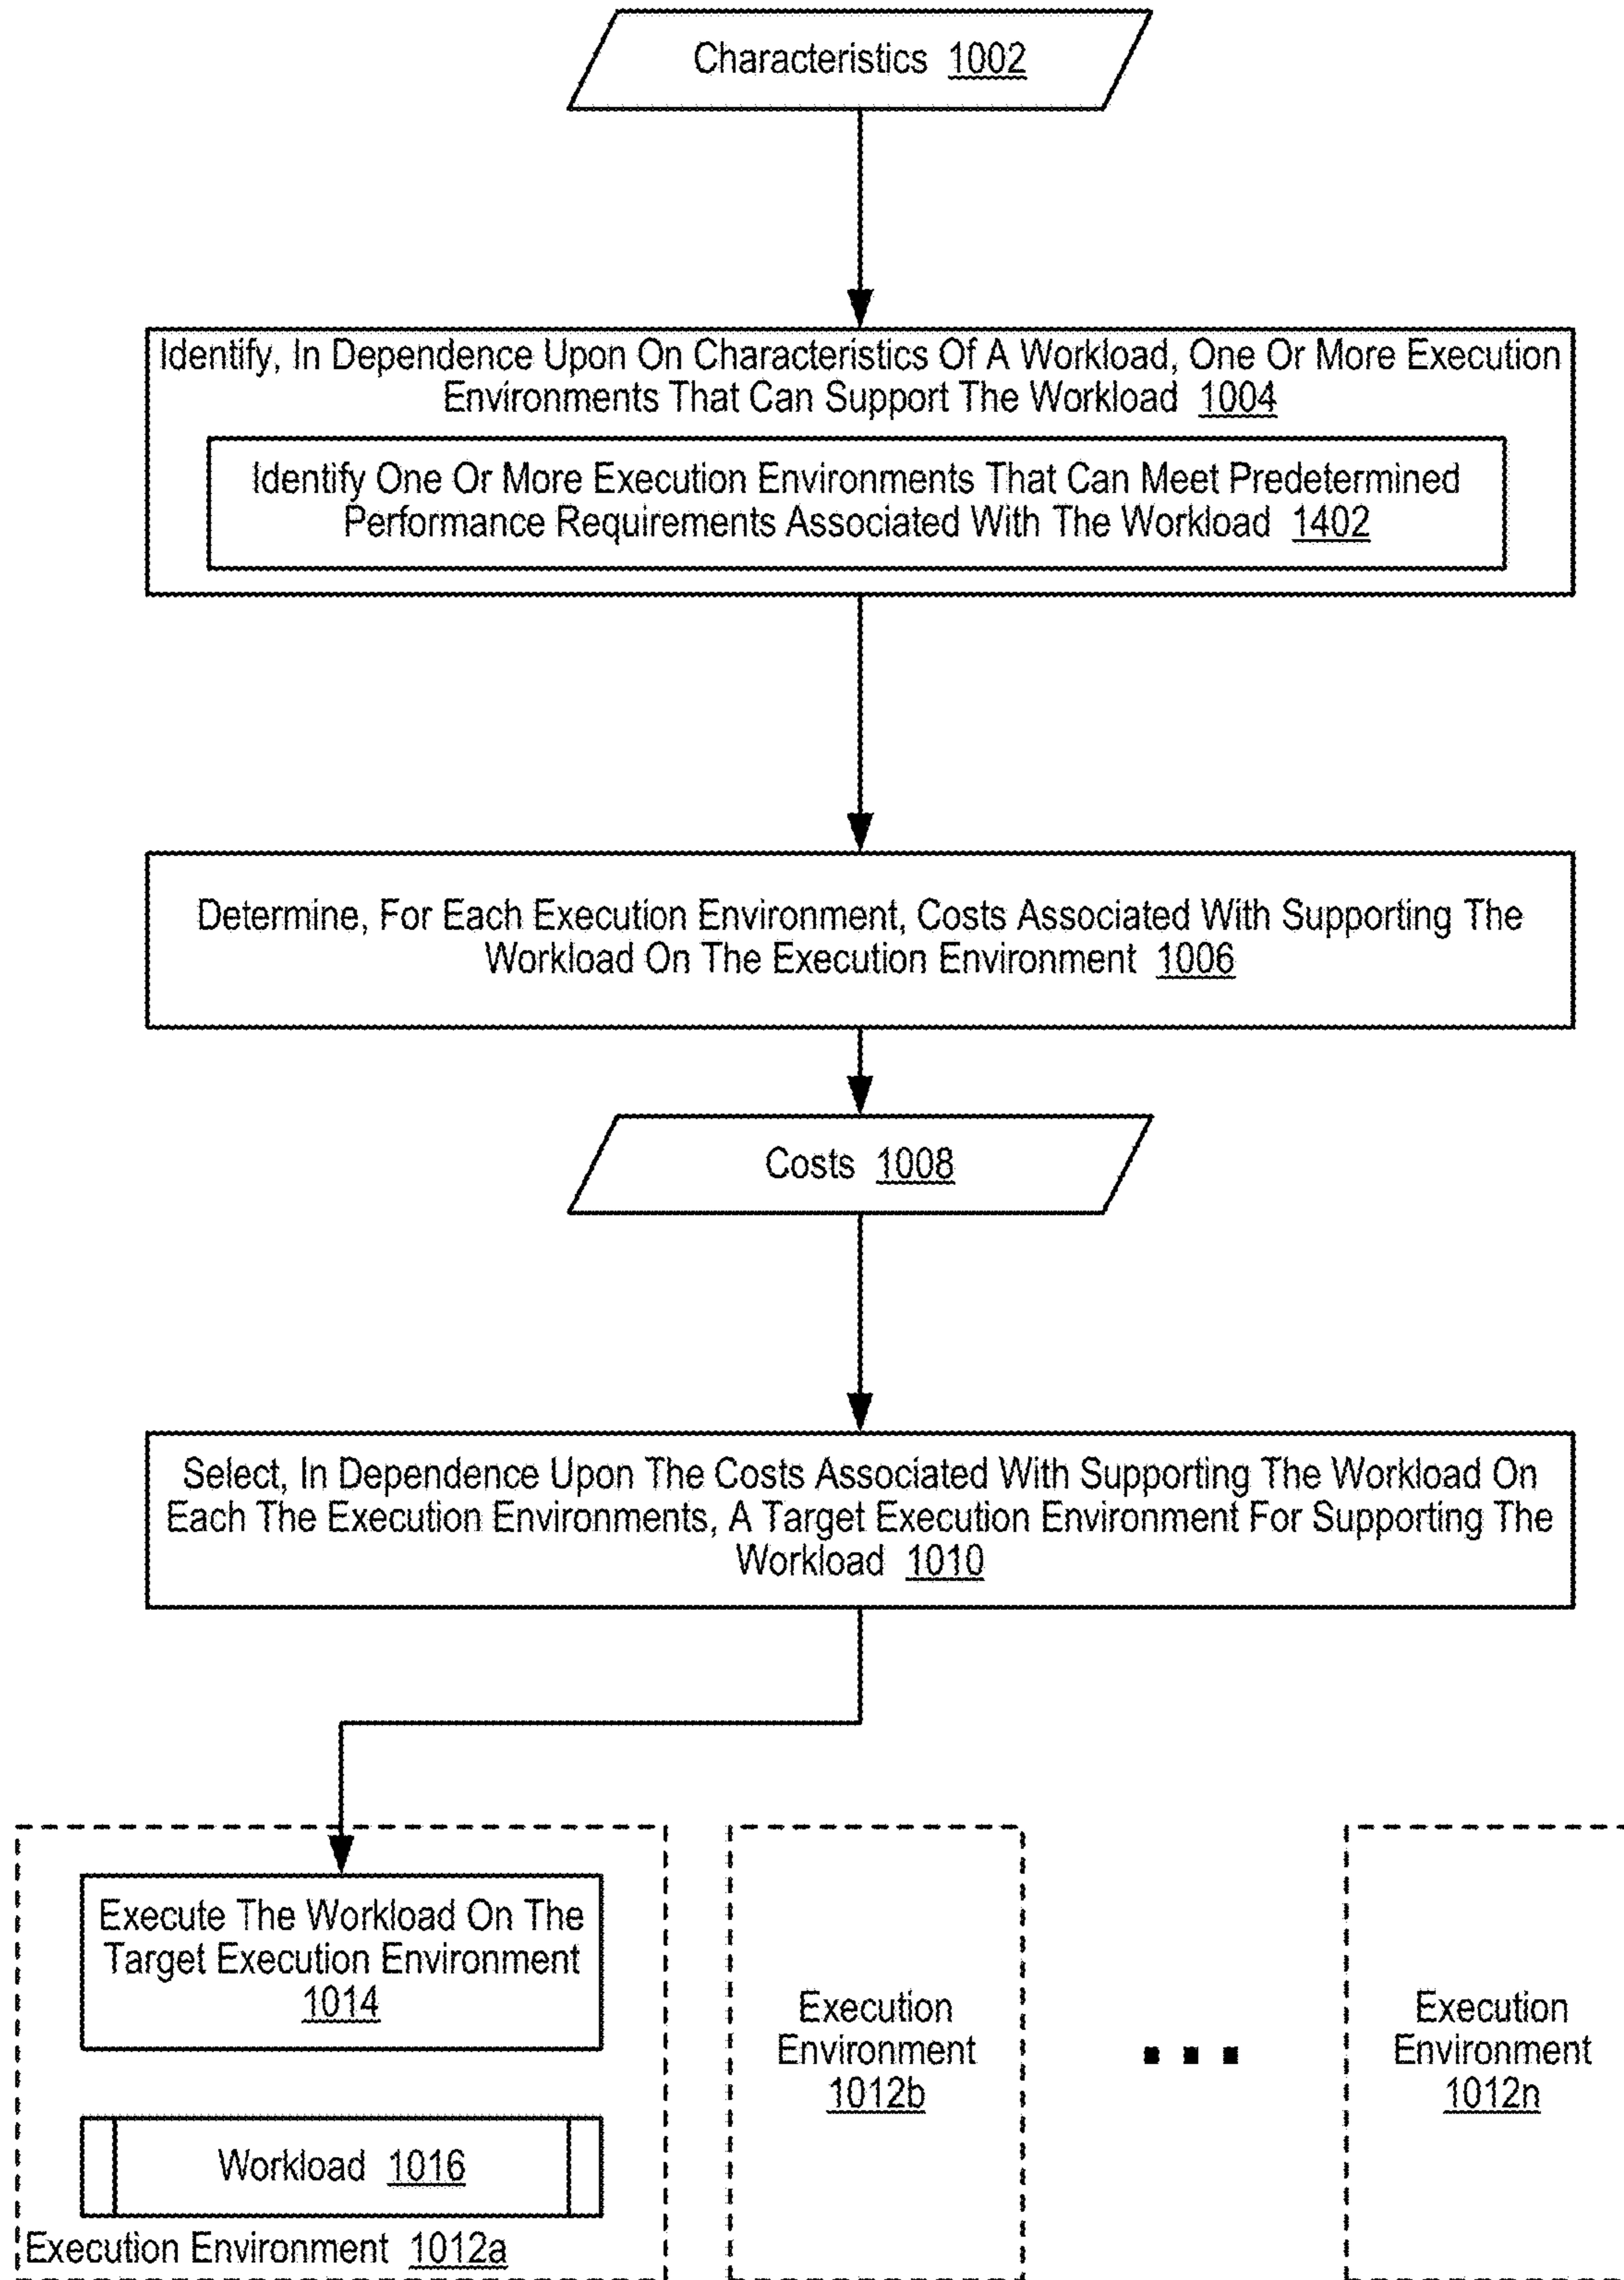 Characteristics 1002
Identify, In Dependence Upon On Characteristics Of A Workload, One Or More Execution
Environments That Can Support The Workload 1004
Identify One Or More Execution Environments That Can Meet Predetermined
Performance Requirements Associated With The Workload 1402
Determine, For Each Execution Environment, Costs Associated With Supporting The
Workload On The Execution Environment 1006
Costs 1008
Select, In Dependence Upon The Costs Associated With Supporting The Workload On
Each The Execution Environments, A Target Execution Environment For Supporting The
Workload 1010
Execute The Workload On The
Target Execution Environment
1014
Workload 1016
Execution Environment 1012a
Execution
Environment
1012b
Execution
Environment
1012n